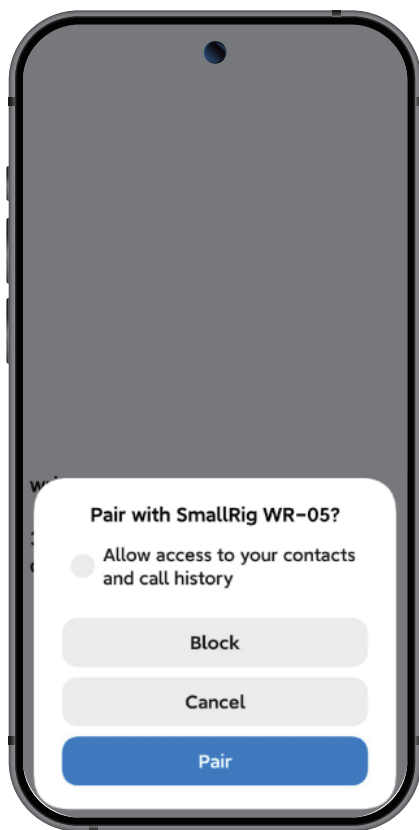 Pair with SmallRig WR-05?
Allow access to your contacts
and call history
Block
Cancel
Pair